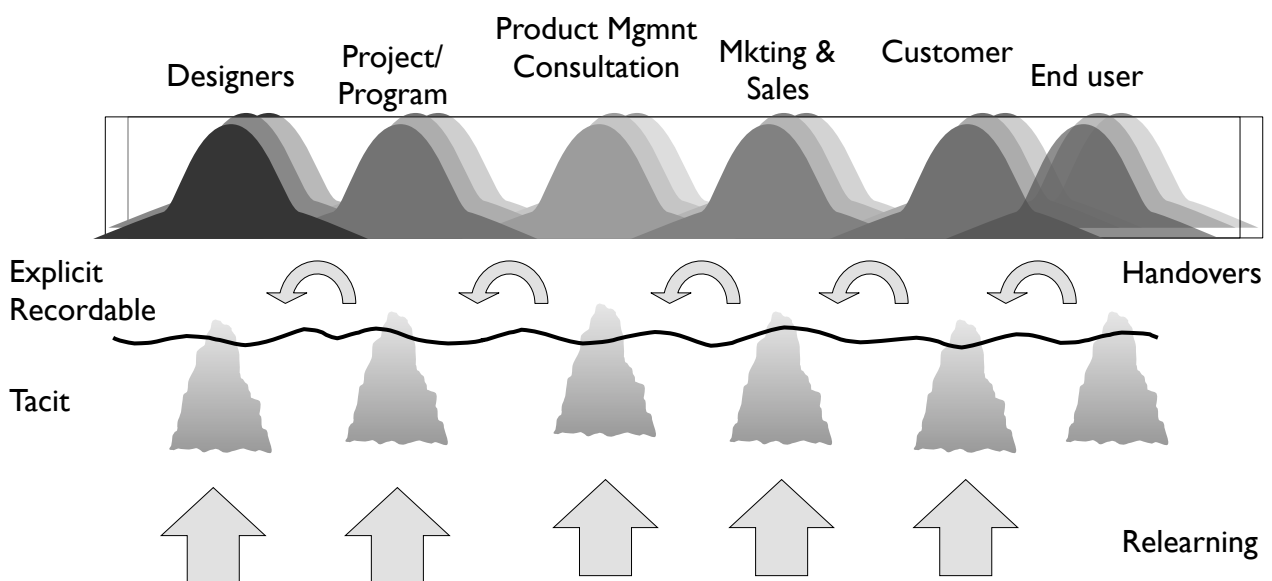 Designers
Project/
Program
Product Mgmnt
Consultation
Mkting &
Sales
Customer
End user
Explicit
Recordable
Handovers
Tacit
Relearning